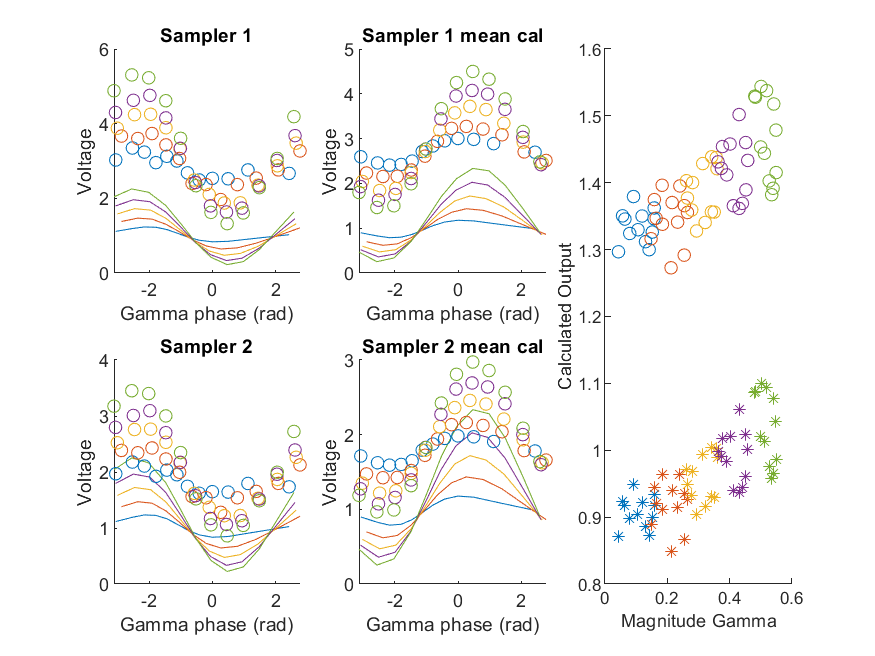 Sampler 1
6
4
2
0
Voltage
-2 0 2
Gamma phase (rad)
Sampler 1 mean cal
5
4
3
2
1
0
Voltage
-2 0 2
Gamma phase (rad)
Sampler 2
4
3
2
1
0
Voltage
-2 0 2
Gamma phase (rad)
Sampler 2 mean cal
3
2
1
0
Voltage
-2 0 2
Gamma phase (rad)
1.6
1.5
1.4
1.3
1.2
1.1
1
0.9
0.8
Calculated Output
0 0.2 0.4 0.6
Magnitude Gamma